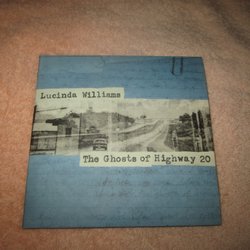 Lucinda Williams
The Ghosts of Highway 20